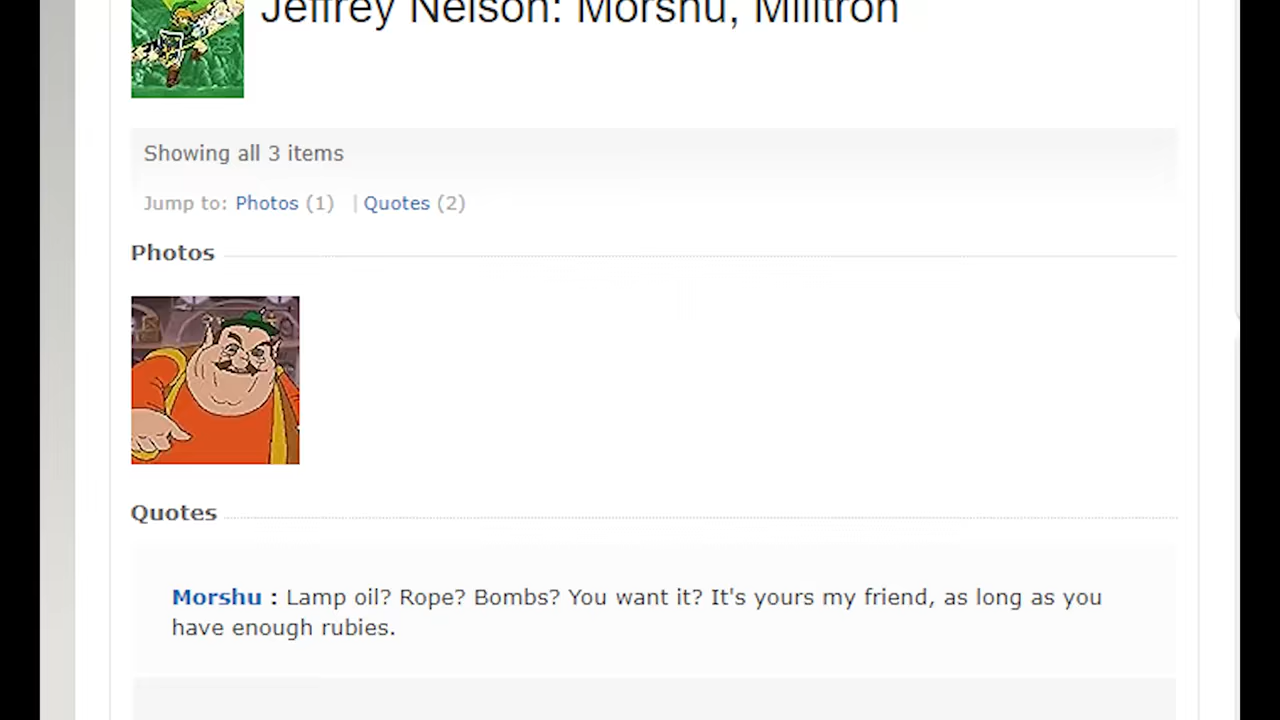 Jeffrey Nelson: Morshu, Militron
Showing all 3 items
Jump to: Photos (1) | Quotes (2)
Photos
Quotes
Morshu : Lamp oil? Rope? Bombs? You want it? It's yours my friend, as long as you
have enough rubies.